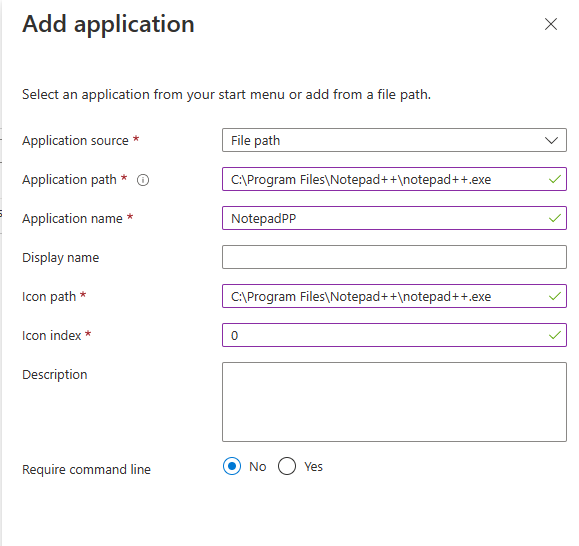 Add application
Select an application from your start menu or add from a file path.
Application source *
File path
Application path *
C:\Program Files\Notepad++\notepad++.exe
Application name *
NotepadPP
Display name
Icon path *
C:\Program Files\Notepad++\notepad++.exe
Icon index *
0
Description
Require command line
No
Yes